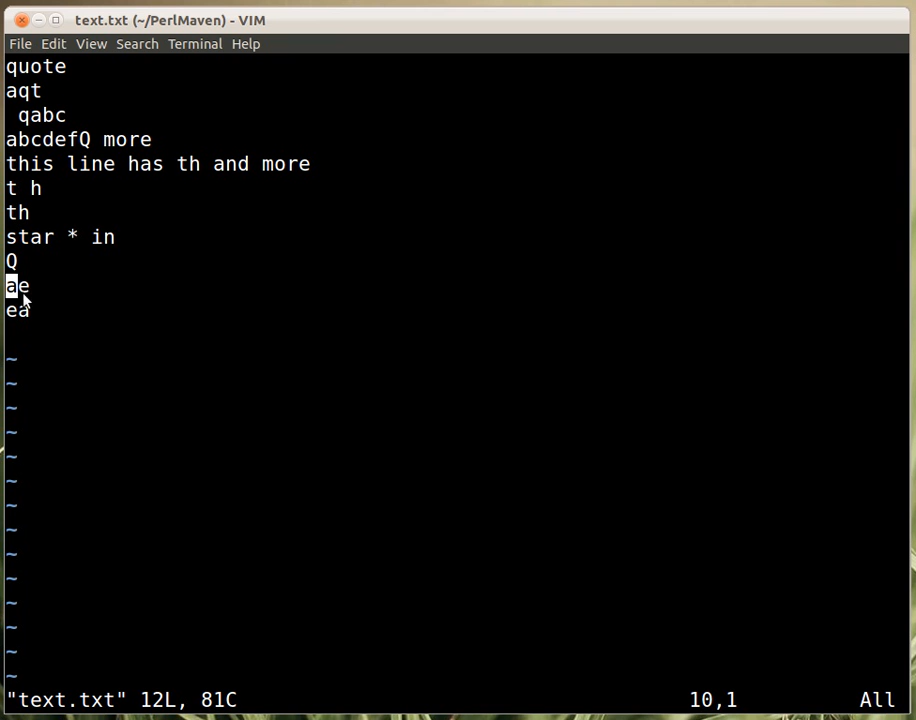 text.txt (~/PerlMaven) - VIM
File Edit View Search Terminal Help
quote
aqt
 qabc
abcdefQ more
this line has th and more
t h
th
star * in
Q
ae
ea
~
~
~
~
~
~
~
~
~
~
~
~
~
~
"text.txt" 12L, 81C 10,1 All